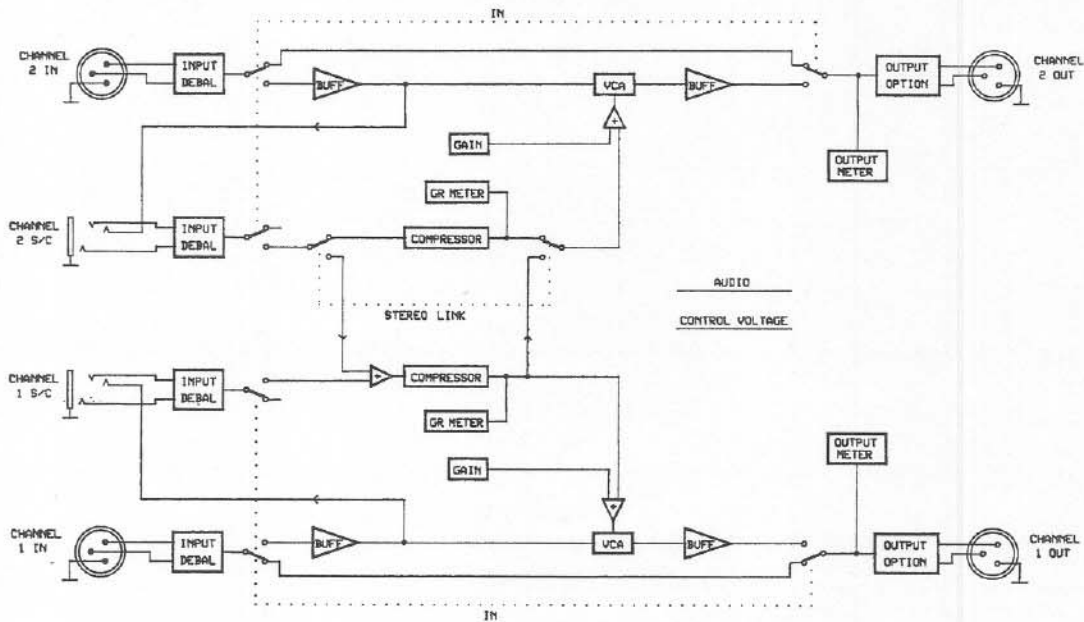 IN
CHANNEL
2 IN
INPUT
DEBAL
BUFF
VCA
+
BUFF
OUTPUT
OPTION
CHANNEL
2 OUT
GAIN
OUTPUT
METER
GR METER
CHANNEL
2 S/C
INPUT
DEBAL
COMPRESSOR
AUDIO
STEREO LINK
CONTROL VOLTAGE
CHANNEL
1 S/C
INPUT
DEBAL
+
COMPRESSOR
GR METER
OUTPUT
METER
GAIN
+
CHANNEL
1 IN
INPUT
DEBAL
BUFF
VCA
BUFF
OUTPUT
OPTION
CHANNEL
1 OUT
IN